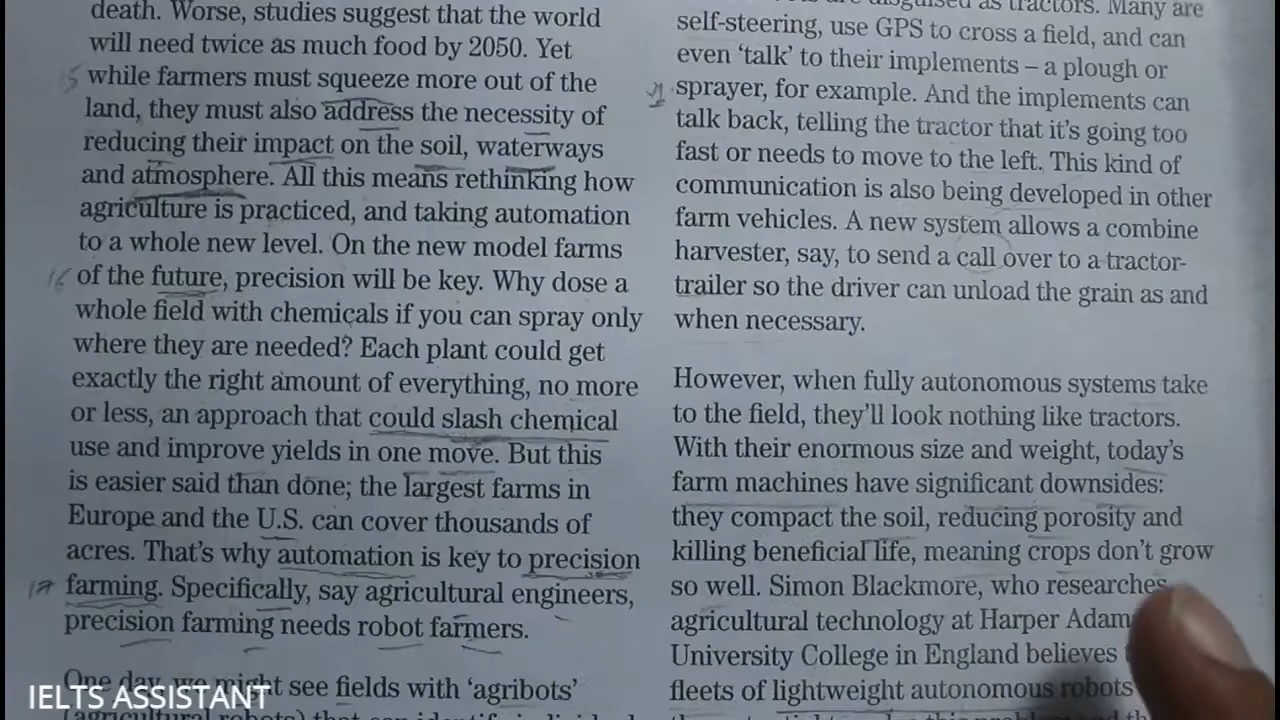 death. Worse, studies suggest that the world
will need twice as much food by 2050. Yet
15 while farmers must squeeze more out of the
land, they must also address the necessity of
reducing their impact on the soil, waterways
and atmosphere. All this means rethinking how
agriculture is practiced, and taking automation
to a whole new level. On the new model farms
16 of the future, precision will be key. Why dose a
whole field with chemicals if you can spray only
where they are needed? Each plant could get
exactly the right amount of everything, no more
or less, an approach that could slash chemical
use and improve yields in one move. But this
is easier said than done; the largest farms in
Europe and the U.S. can cover thousands of
acres. That's why automation is key to precision
17 farming. Specifically, say agricultural engineers,
precision farming needs robot farmers.
One day, we might see fields with ‘agribots’
(agricultural robots) that can identify individual
are disguised as tractors. Many are
self-steering, use GPS to cross a field, and can
even ‘talk’ to their implements – a plough or
sprayer, for example. And the implements can
talk back, telling the tractor that it's going too
fast or needs to move to the left. This kind of
communication is also being developed in other
farm vehicles. A new system allows a combine
harvester, say, to send a call over to a tractor-
trailer so the driver can unload the grain as and
when necessary.
However, when fully autonomous systems take
to the field, they'll look nothing like tractors.
With their enormous size and weight, today's
farm machines have significant downsides:
they compact the soil, reducing porosity and
killing beneficial life, meaning crops don't grow
so well. Simon Blackmore, who researches
agricultural technology at Harper Adam
University College in England believes
fleets of lightweight autonomous robots
IELTS ASSISTANT